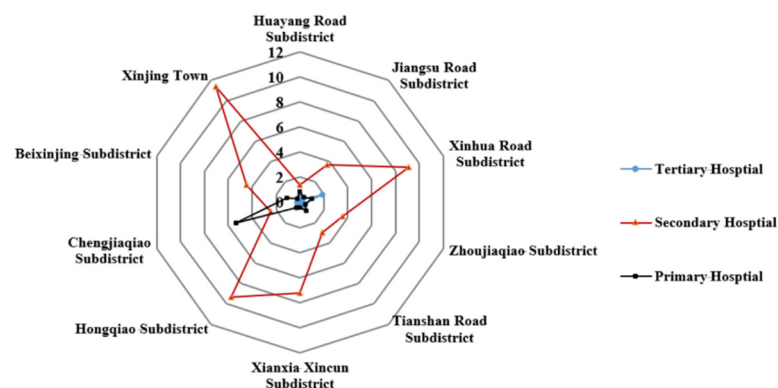 Huayang Road
Subdistrict
12
10
8
6
4
2
0
Jiangsu Road
Subdistrict
Xinhua Road
Subdistrict
Zhoujiaqiao Subdistrict
Tianshan Road
Subdistrict
Xianxia Xincun
Subdistrict
Hongqiao Subdistrict
Chengjiaqiao
Subdistrict
Beixinjing Subdistrict
Xinjing Town
Tertiary Hosptial
Secondary Hosptial
Primary Hosptial